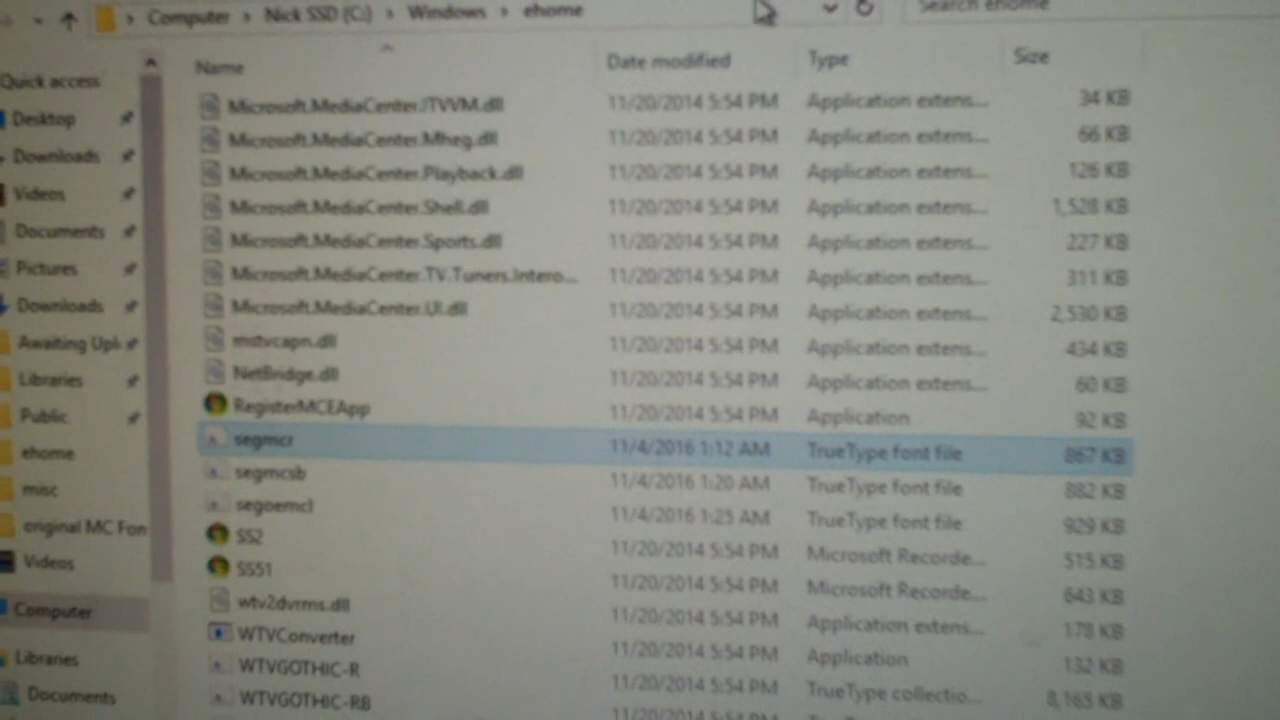 Computer > Nick SSD (C:) > Windows > ehome Search ehome
Name Date modified Type Size
Quick access
Desktop
Downloads
Videos
Documents
Pictures
Downloads
Awaiting Upl
Libraries
Public
ehome
misc
original MC Fon
Videos
Computer
Libraries
Documents
Microsoft.MediaCenter.ITVVM.dll 11/20/2014 5:54 PM Application extens... 34 KB
Microsoft.MediaCenter.Mheg.dll 11/20/2014 5:54 PM Application extens... 66 KB
Microsoft.MediaCenter.Playback.dll 11/20/2014 5:54 PM Application extens... 126 KB
Microsoft.MediaCenter.Shell.dll 11/20/2014 5:54 PM Application extens... 1,528 KB
Microsoft.MediaCenter.Sports.dll 11/20/2014 5:54 PM Application extens... 227 KB
Microsoft.MediaCenter.TV.Tuners.Intero... 11/20/2014 5:54 PM Application extens... 311 KB
Microsoft.MediaCenter.UI.dll 11/20/2014 5:54 PM Application extens... 2,530 KB
mstvcapn.dll 11/20/2014 5:54 PM Application extens... 434 KB
NetBridge.dll 11/20/2014 5:54 PM Application extens... 60 KB
RegisterMCEApp 11/20/2014 5:54 PM Application 92 KB
segmcr 11/4/2016 1:12 AM TrueType font file 867 KB
segmcsb 11/4/2016 1:20 AM TrueType font file 882 KB
segoemcl 11/4/2016 1:25 AM TrueType font file 929 KB
SS2 11/20/2014 5:54 PM Microsoft Recorde... 515 KB
SS51 11/20/2014 5:54 PM Microsoft Recorde... 643 KB
wtv2dvrms.dll 11/20/2014 5:54 PM Application extens... 178 KB
WTVConverter 11/20/2014 5:54 PM Application 132 KB
WTVGOTHIC-R 11/20/2014 5:54 PM TrueType collectio... 8,165 KB
WTVGOTHIC-RB 11/20/2014 5:54 PM